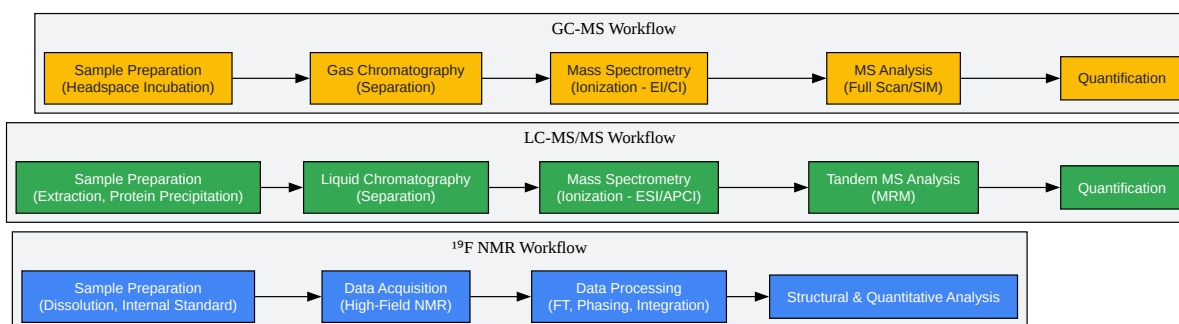 GC-MS Workflow
Sample Preparation
(Headspace Incubation)
Gas Chromatography
(Separation)
Mass Spectrometry
(Ionization - EI/CI)
MS Analysis
(Full Scan/SIM)
Quantification
LC-MS/MS Workflow
Sample Preparation
(Extraction, Protein Precipitation)
Liquid Chromatography
(Separation)
Mass Spectrometry
(Ionization - ESI/APCI)
Tandem MS Analysis
(MRM)
Quantification
¹⁹F NMR Workflow
Sample Preparation
(Dissolution, Internal Standard)
Data Acquisition
(High-Field NMR)
Data Processing
(FT, Phasing, Integration)
Structural & Quantitative Analysis